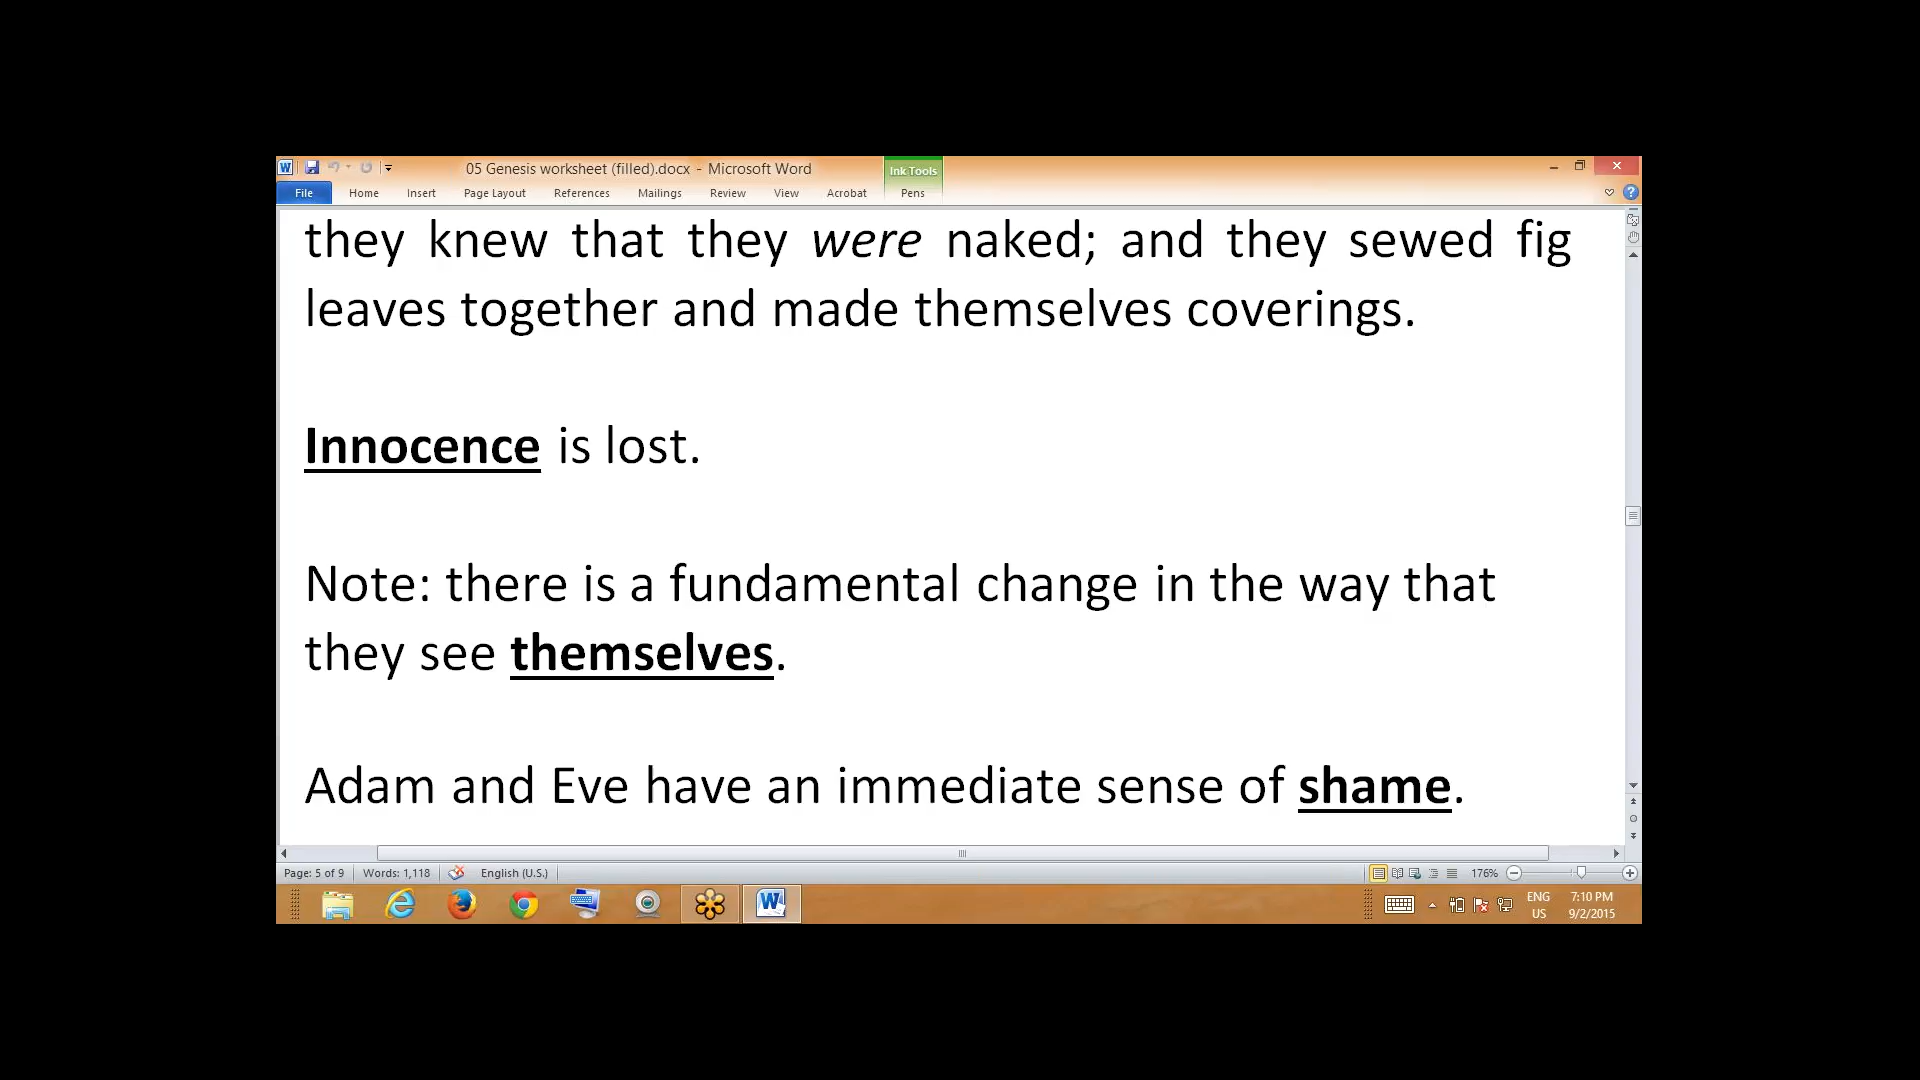 05 Genesis worksheet (filled).docx - Microsoft Word
Ink Tools
File Home Insert Page Layout References Mailings Review View Acrobat Pens
they knew that they were naked; and they sewed fig
leaves together and made themselves coverings.
Innocence is lost.
Note: there is a fundamental change in the way that
they see themselves.
Adam and Eve have an immediate sense of shame.
Page: 5 of 9 Words: 1,118 English (U.S.) 176%
ENG 7:10 PM
US 9/2/2015